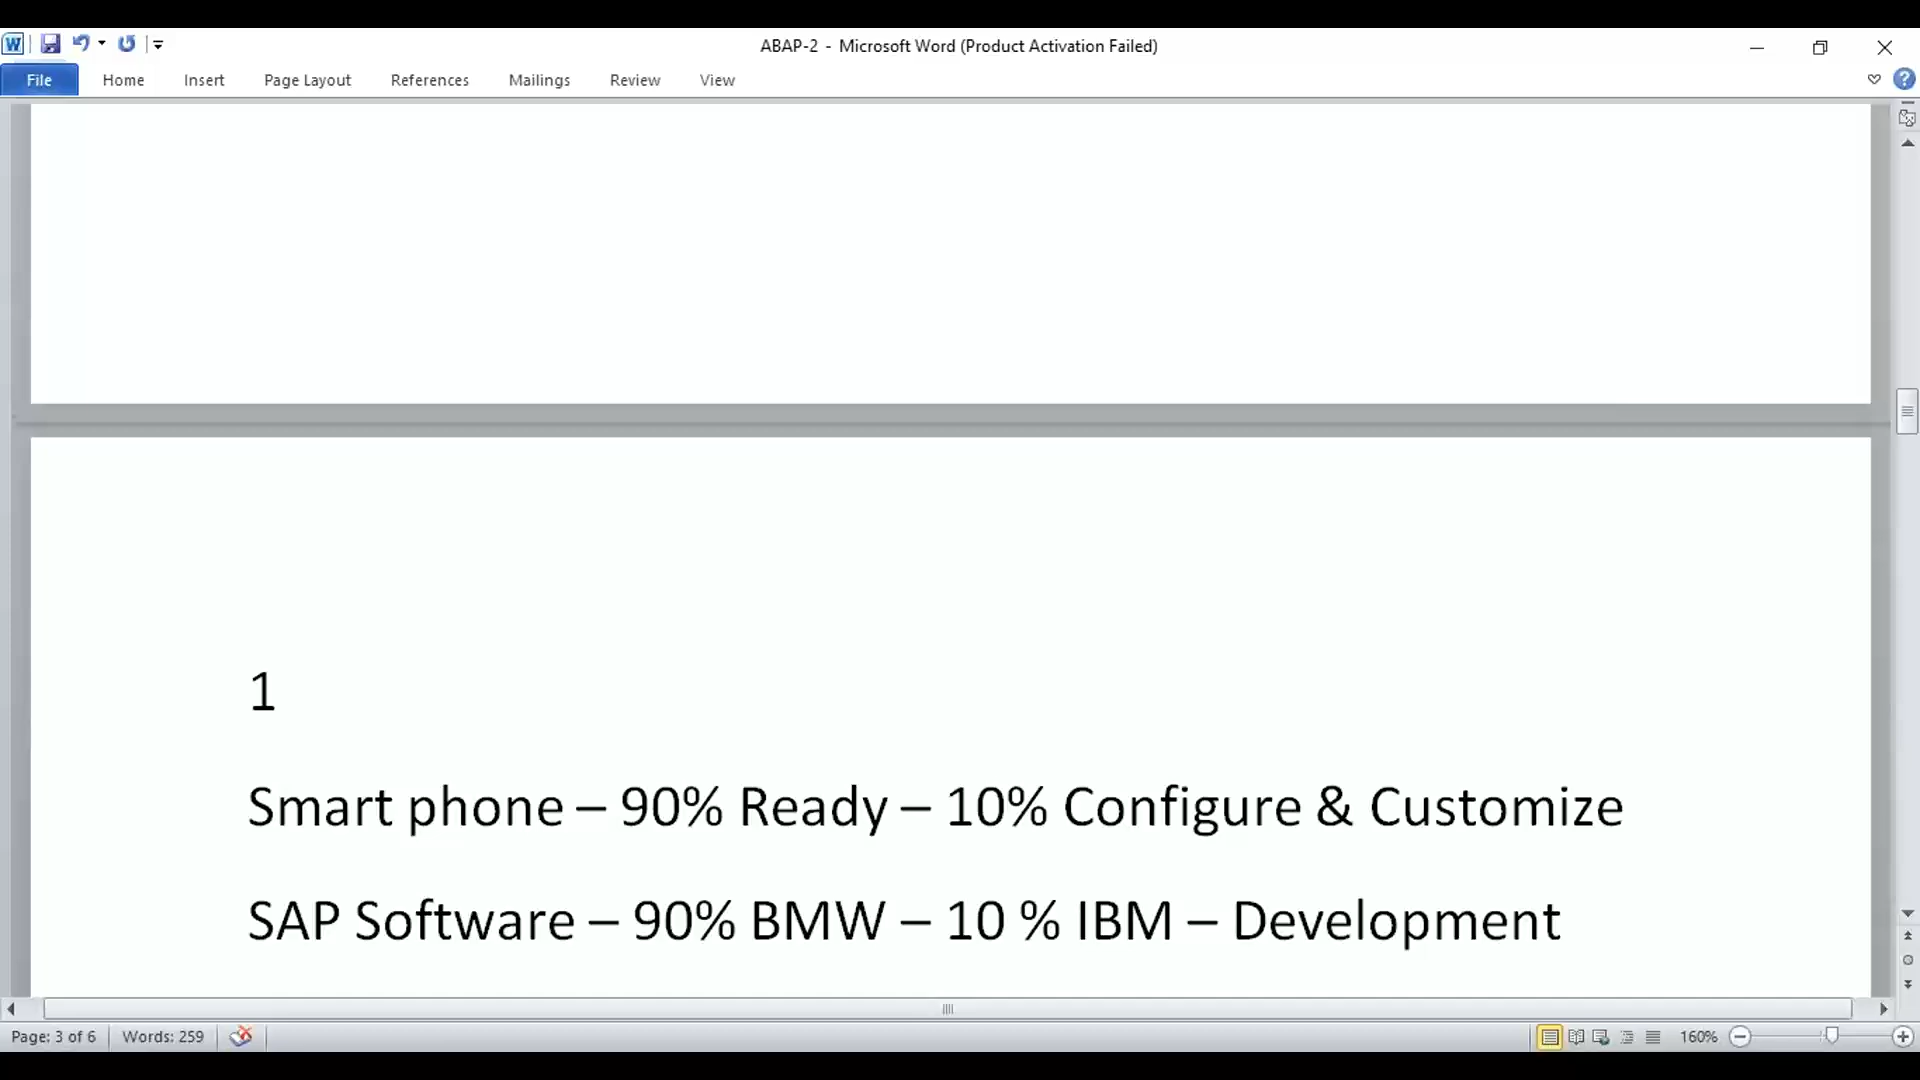 ABAP-2 - Microsoft Word (Product Activation Failed)
File Home Insert Page Layout References Mailings Review View
1
Smart phone – 90% Ready – 10% Configure & Customize
SAP Software – 90% BMW – 10 % IBM – Development
Page: 3 of 6 Words: 259 160%